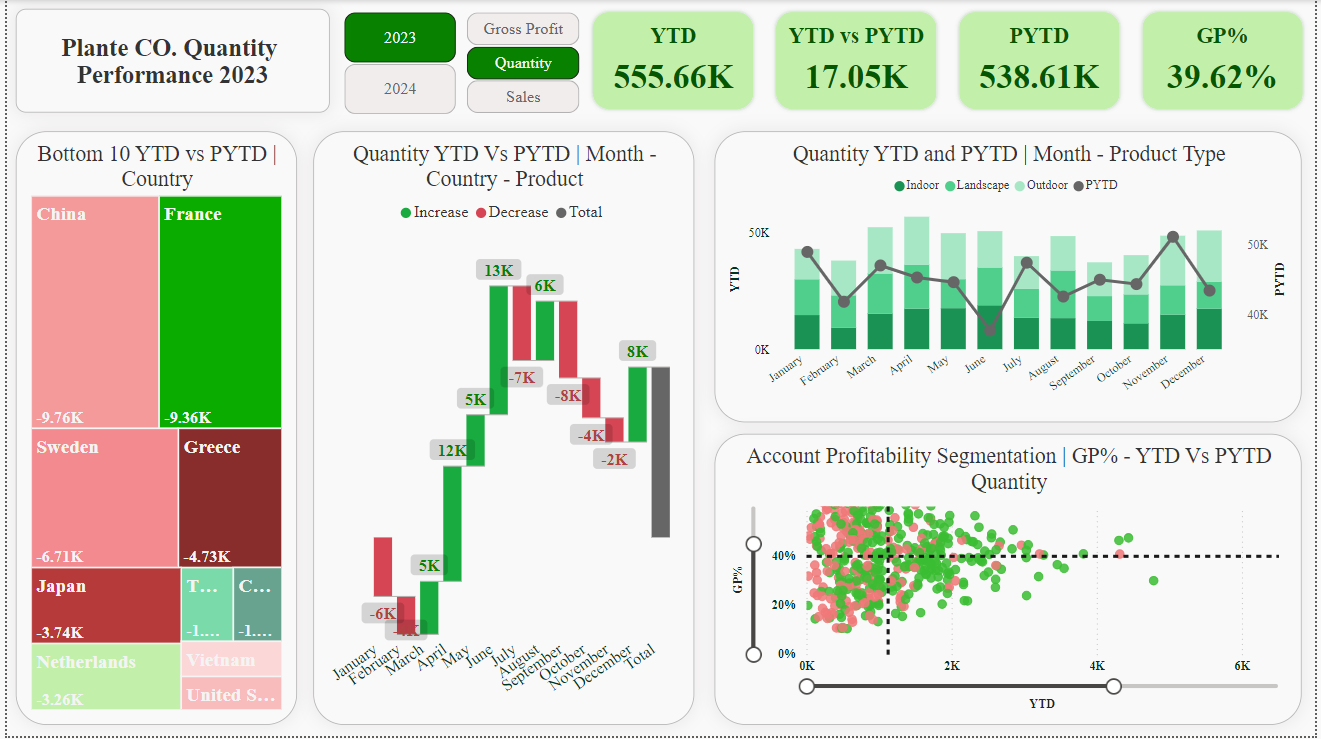 Plante CO. Quantity
Performance 2023
2023
2024
Gross Profit
Quantity
Sales
YTD
555.66K
YTD vs PYTD
17.05K
PYTD
538.61K
GP%
39.62%
Bottom 10 YTD vs PYTD |
Country
China
-9.76K
France
-9.36K
Sweden
-6.71K
Greece
-4.73K
Japan
-3.74K
T...
-1....
C...
-1....
Netherlands
-3.26K
Vietnam
United S...
Quantity YTD Vs PYTD | Month -
Country - Product
Increase Decrease Total
13K
6K
8K
-7K
-8K
5K
-4K
12K
-2K
5K
-6K
January
February
March
April
May
June
July
August
September
October
November
December
Total
Quantity YTD and PYTD | Month - Product Type
Indoor Landscape Outdoor PYTD
50K
0K
YTD
50K
40K
PYTD
January
February
March
April
May
June
July
August
September
October
November
December
Account Profitability Segmentation | GP% - YTD Vs PYTD
Quantity
GP%
40%
20%
0%
0K 2K 4K 6K
YTD